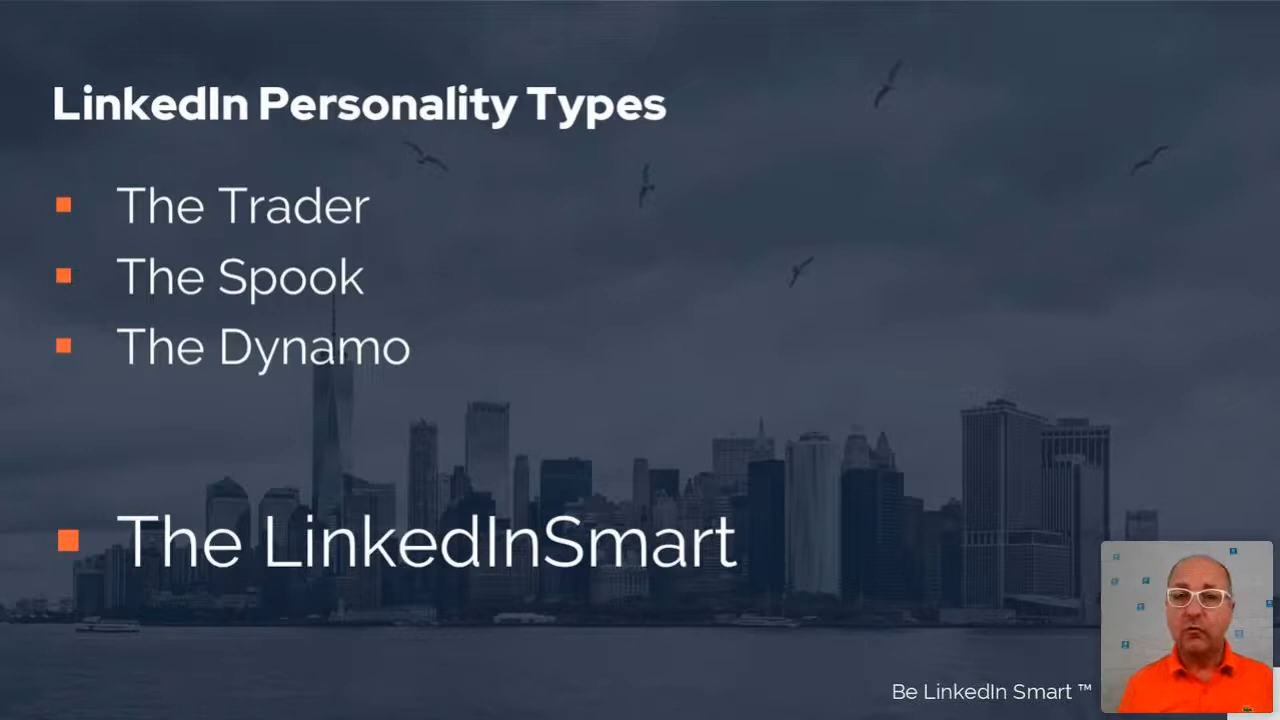 LinkedIn Personality Types
The Trader
The Spook
The Dynamo
The LinkedInSmart
Be LinkedIn Smart ™